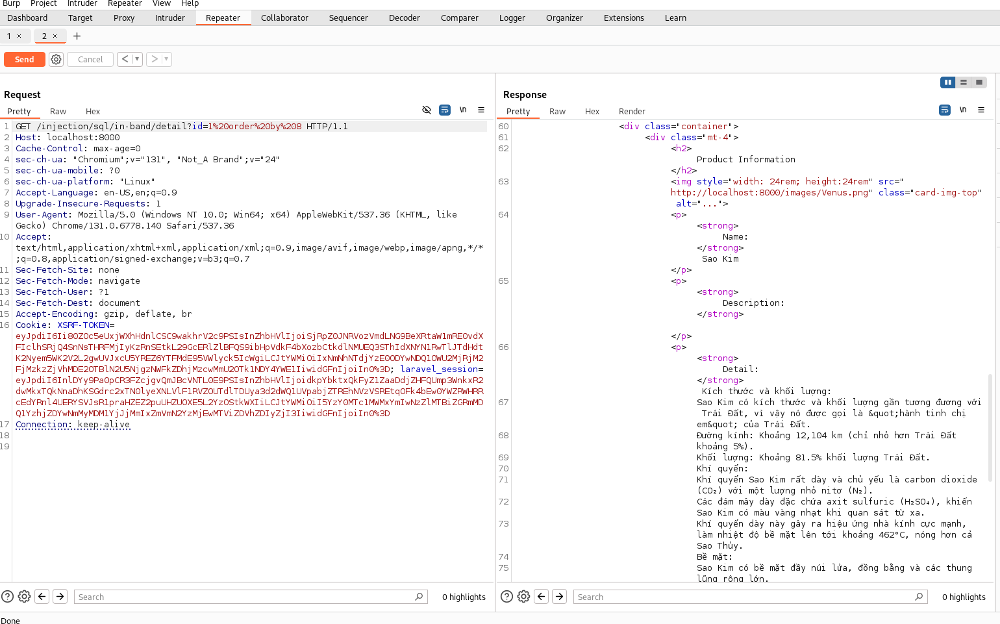 Burp Project Intruder Repeater View Help
Dashboard Target Proxy Intruder Repeater Collaborator Sequencer Decoder Comparer Logger Organizer Extensions Learn
1 × 2 × +
Send Cancel < ▼ > ▼
Request
Pretty Raw Hex \n
1 GET /injection/sql/in-band/detail?id=1%20order%20by%208 HTTP/1.1
2 Host: localhost:8000
3 Cache-Control: max-age=0
4 sec-ch-ua: "Chromium";v="131", "Not_A Brand";v="24"
5 sec-ch-ua-mobile: ?0
6 sec-ch-ua-platform: "Linux"
7 Accept-Language: en-US,en;q=0.9
8 Upgrade-Insecure-Requests: 1
9 User-Agent: Mozilla/5.0 (Windows NT 10.0; Win64; x64) AppleWebKit/537.36 (KHTML, like
Gecko) Chrome/131.0.6778.140 Safari/537.36
10 Accept:
text/html,application/xhtml+xml,application/xml;q=0.9,image/avif,image/webp,image/apng,*/*
;q=0.8,application/signed-exchange;v=b3;q=0.7
11 Sec-Fetch-Site: none
12 Sec-Fetch-Mode: navigate
13 Sec-Fetch-User: ?1
14 Sec-Fetch-Dest: document
15 Accept-Encoding: gzip, deflate, br
16 Cookie: XSRF-TOKEN=
laravel_session=
17 Connection: keep-alive
18
19
Search 0 highlights
Response
Pretty Raw Hex Render \n
60 <div class="container">
61 <div class="mt-4">
62 <h2>
Product Information
</h2>
63 <img style="width: 24rem; height:24rem" src="
http://localhost:8000/images/Venus.png" class="card-img-top"
alt="...">
64 <p>
<strong>
Name:
</strong>
Sao Kim
</p>
65 <p>
<strong>
Description:
</strong>
</p>
66 <p>
<strong>
Detail:
</strong>
Kích thước và khối lượng:
67 Sao Kim có kích thước và khối lượng gần tương đương với
Trái Đất, vì vậy nó được gọi là &quot;hành tinh chị
em&quot; của Trái Đất.
68 Đường kính: Khoảng 12,104 km (chỉ nhỏ hơn Trái Đất
khoảng 5%).
69 Khối lượng: Khoảng 81.5% khối lượng Trái Đất.
70 Khí quyển:
71 Khí quyển Sao Kim rất dày và chủ yếu là carbon dioxide
(CO₂) với một lượng nhỏ nitơ (N₂).
72 Các đám mây dày đặc chứa axit sulfuric (H₂SO₄), khiến
Sao Kim có màu vàng nhạt khi quan sát từ xa.
73 Khí quyển dày này gây ra hiệu ứng nhà kính cực mạnh,
làm nhiệt độ bề mặt lên tới khoảng 462°C, nóng hơn cả
Sao Thủy.
74 Bề mặt:
75 Sao Kim có bề mặt đầy núi lửa, đồng bằng và các thung
lũng rộng lớn.
Search 0 highlights
Done